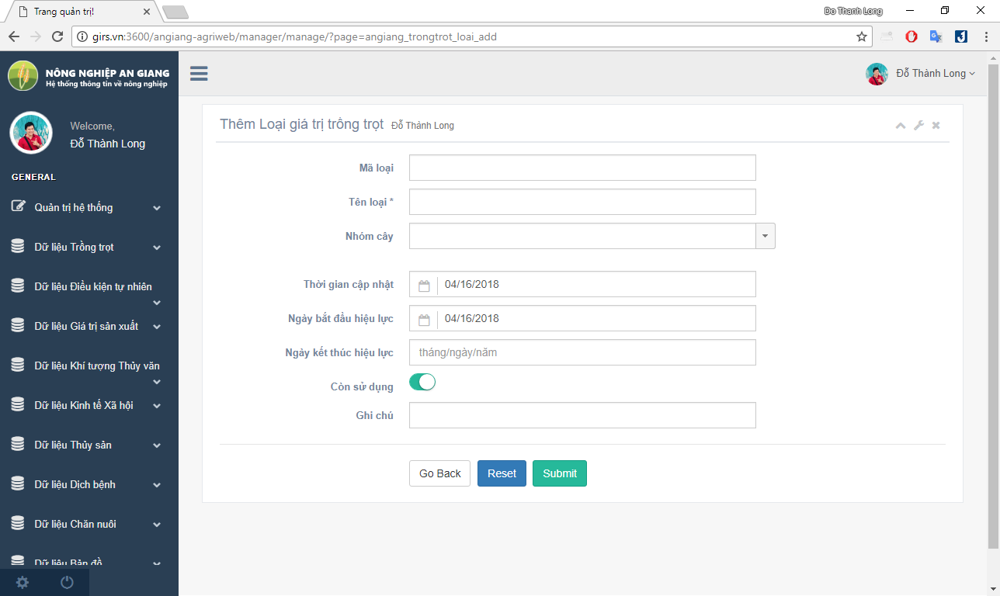 Trang quản trị!
Do Thanh Long
girs.vn:3600/angiang-agriweb/manager/manage/?page=angiang_trongtrot_loai_add
NÔNG NGHIỆP AN GIANG
Hệ thống thông tin về nông nghiệp
Đỗ Thành Long
Welcome,
Đỗ Thành Long
GENERAL
Quản trị hệ thống
Dữ liệu Trồng trọt
Dữ liệu Điều kiện tự nhiên
Dữ liệu Giá trị sản xuất
Dữ liệu Khí tượng Thủy văn
Dữ liệu Kinh tế Xã hội
Dữ liệu Thủy sản
Dữ liệu Dịch bệnh
Dữ liệu Chăn nuôi
Dữ liệu Bản đồ
Thêm Loại giá trị trồng trọt Đỗ Thành Long
Mã loại
Tên loại *
Nhóm cây
Thời gian cập nhật 04/16/2018
Ngày bắt đầu hiệu lực 04/16/2018
Ngày kết thúc hiệu lực tháng/ngày/năm
Còn sử dụng
Ghi chú
Go Back Reset Submit